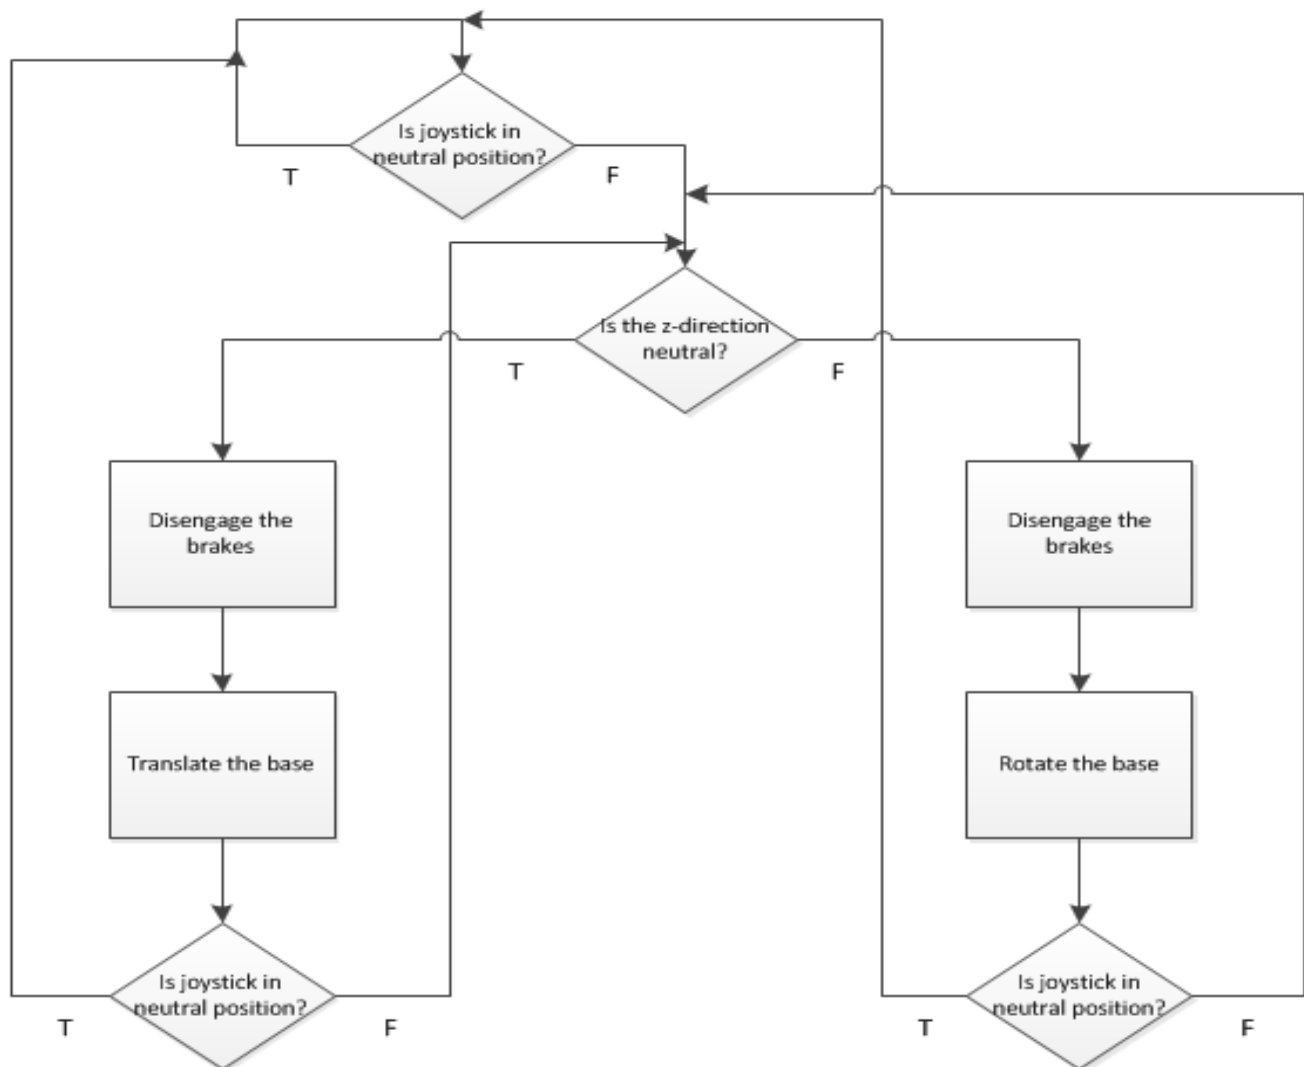 Is joystick in
neutral position?
T
F
Is the z-direction
neutral?
T
F
Disengage the
brakes
Disengage the
brakes
Translate the base
Rotate the base
Is joystick in
neutral position?
T
F
Is joystick in
neutral position?
T
F